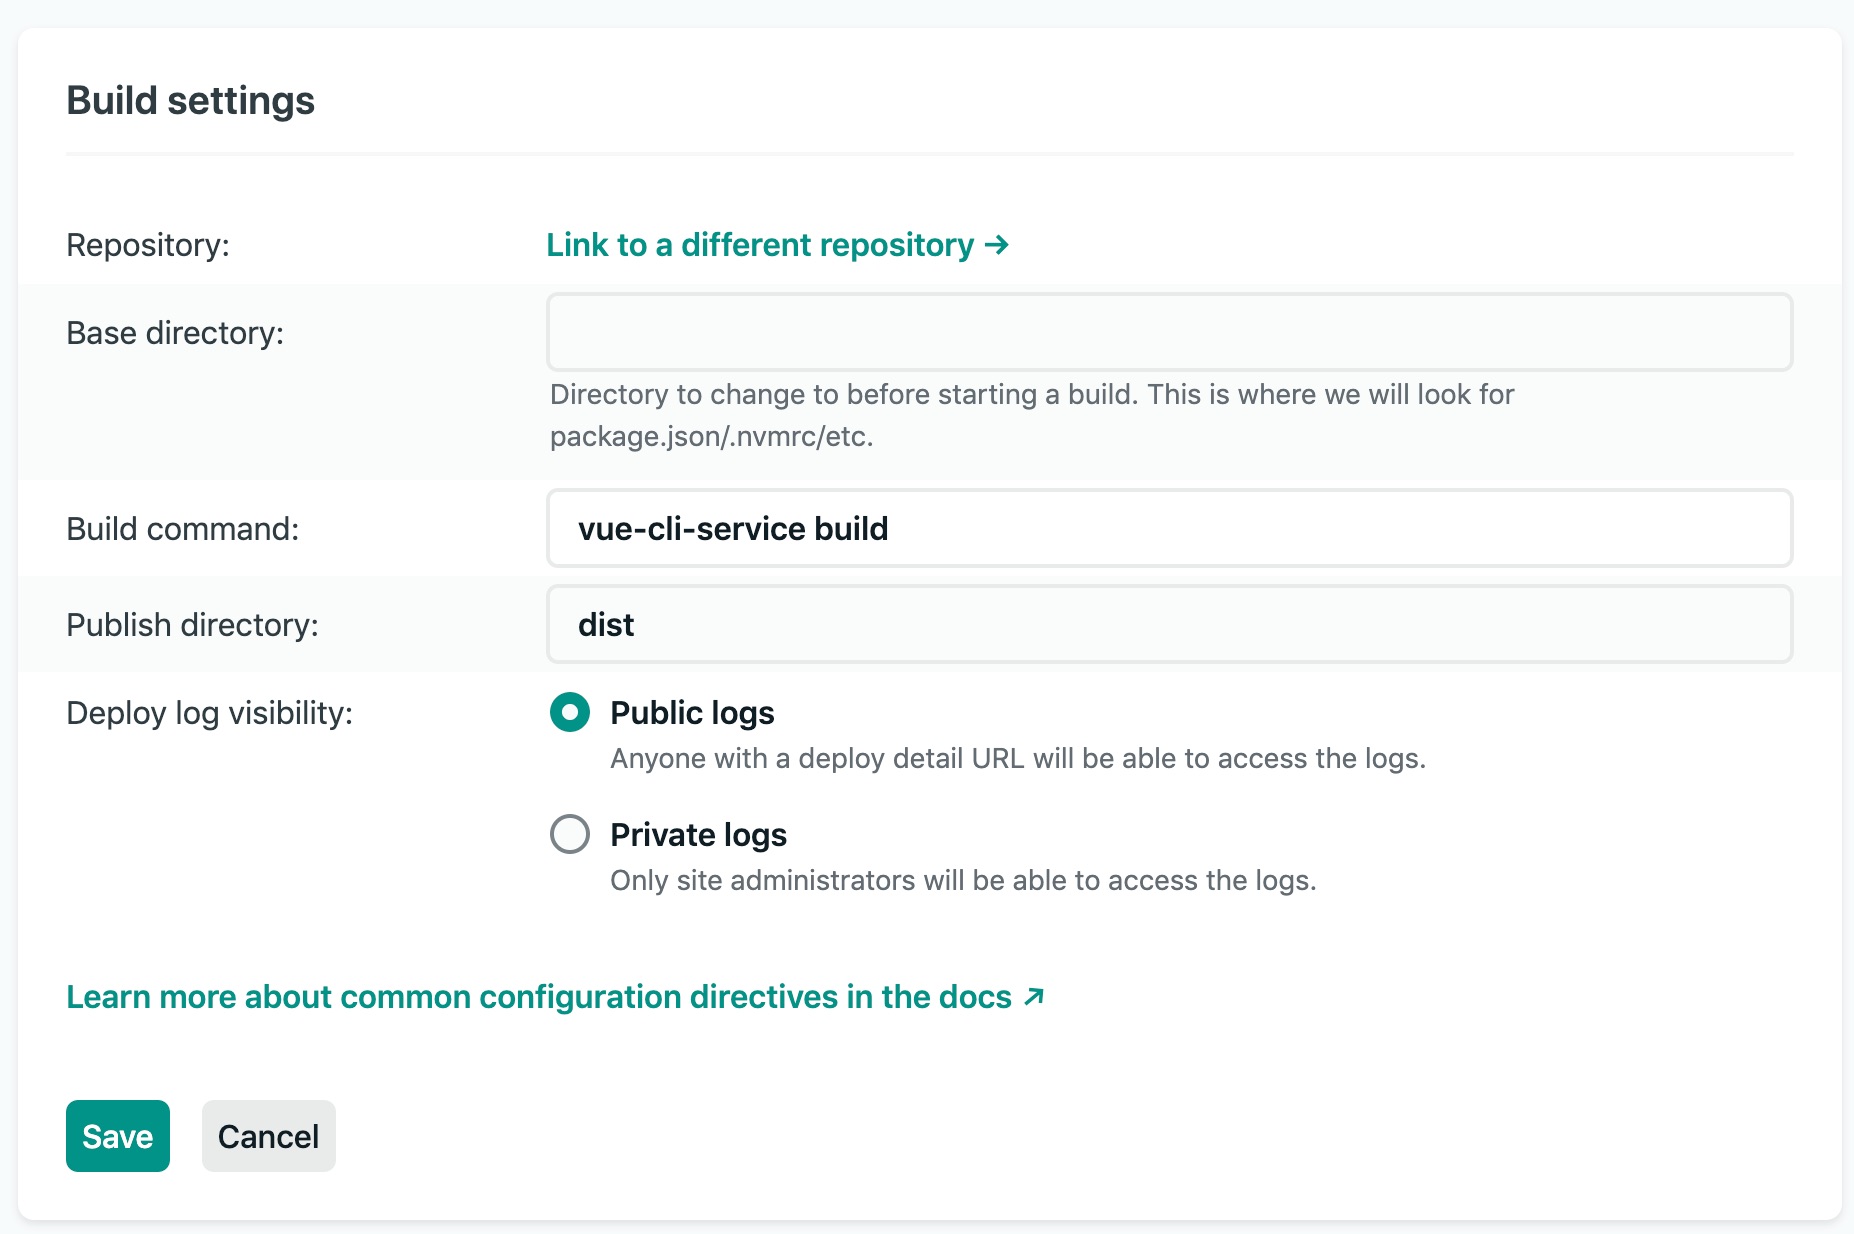 Build settings
Repository:
Link to a different repository →
Base directory:
Directory to change to before starting a build. This is where we will look for
package.json/.nvmrc/etc.
Build command:
vue-cli-service build
Publish directory:
dist
Deploy log visibility:
Public logs
Anyone with a deploy detail URL will be able to access the logs.
Private logs
Only site administrators will be able to access the logs.
Learn more about common configuration directives in the docs ↗
Save
Cancel